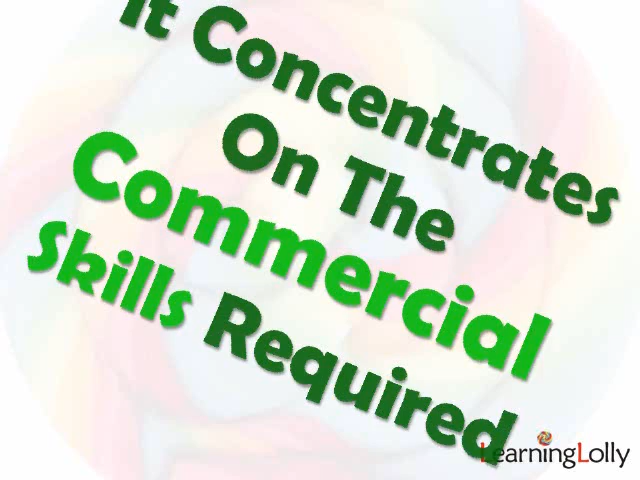 It Concentrates
On The
Commercial
Skills Required
LearningLolly